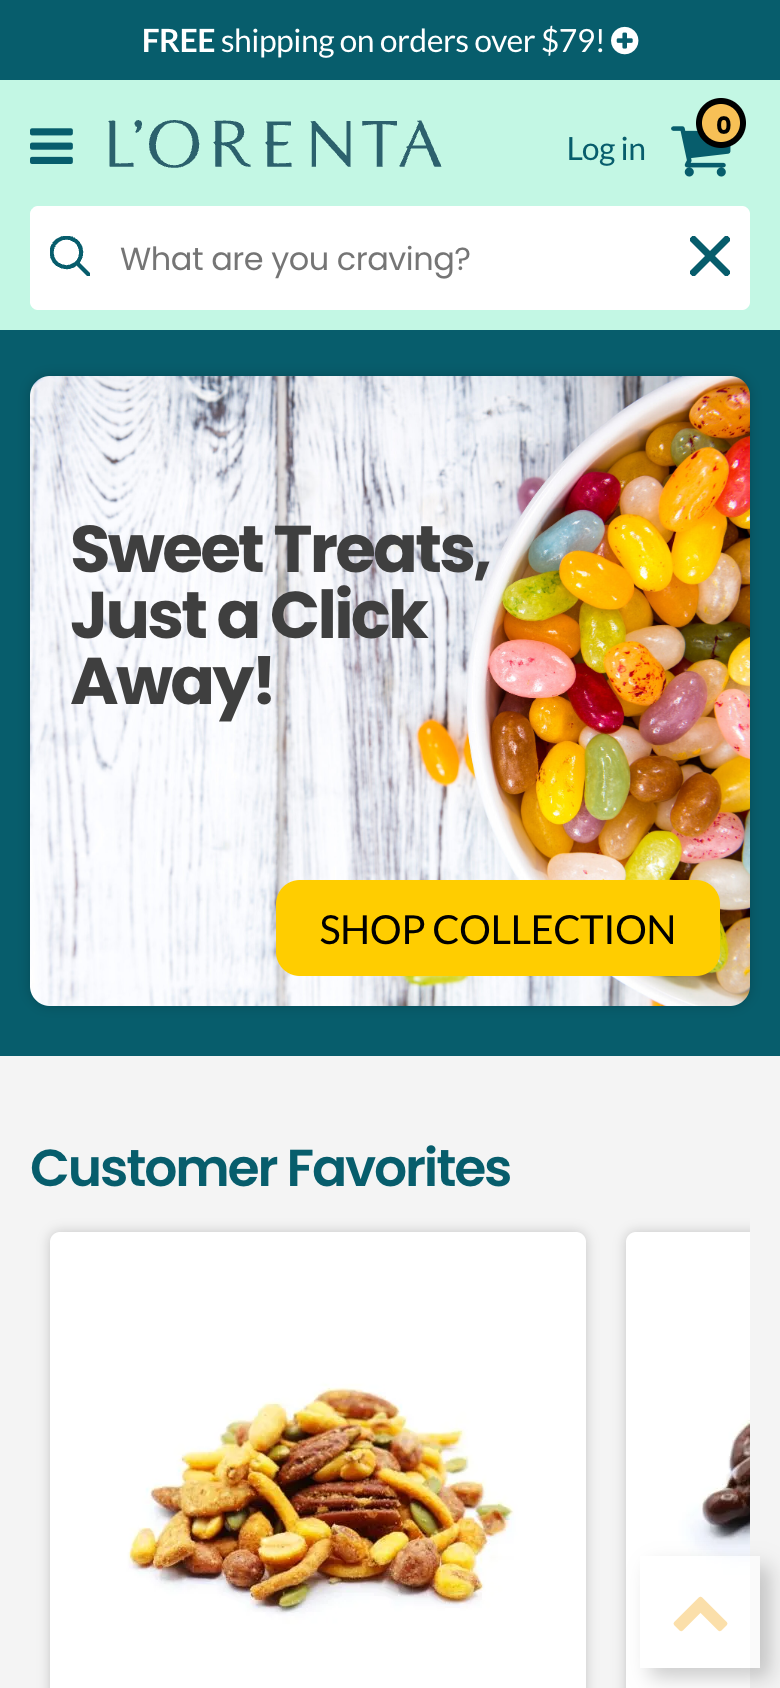 FREE shipping on orders over $79!
L'ORENTA
Log in
0
What are you craving?
Sweet Treats,
Just a Click
Away!
SHOP COLLECTION
Customer Favorites